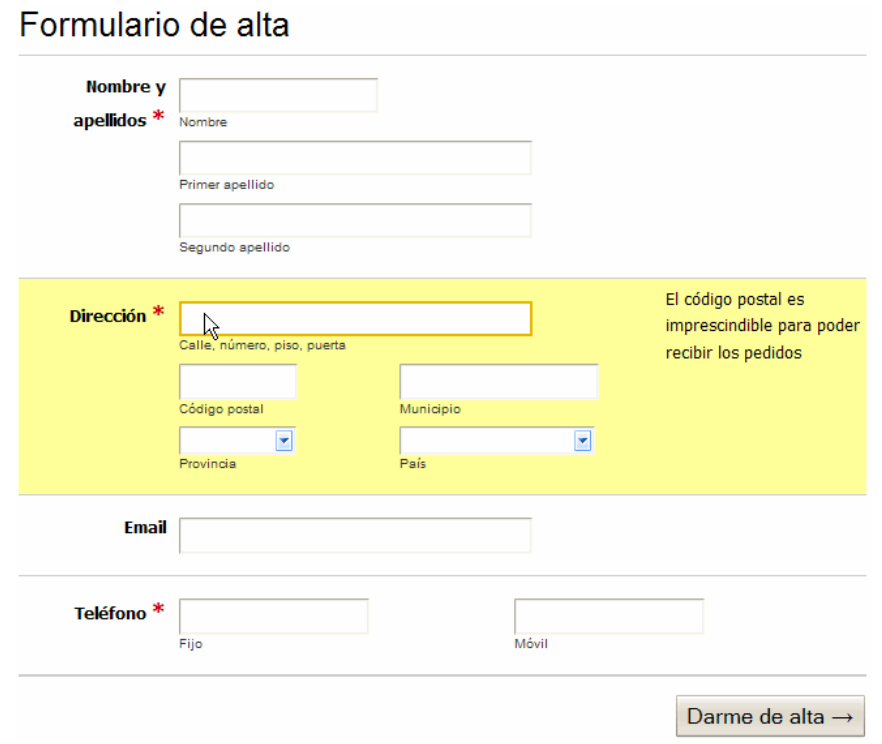 Formulario de alta
Nombre y
apellidos *
Nombre
Primer apellido
Segundo apellido
Dirección *
Calle, número, piso, puerta
El código postal es
imprescindible para poder
recibir los pedidos
Código postal
Municipio
Provincia
País
Email
Teléfono *
Fijo
Móvil
Darme de alta →